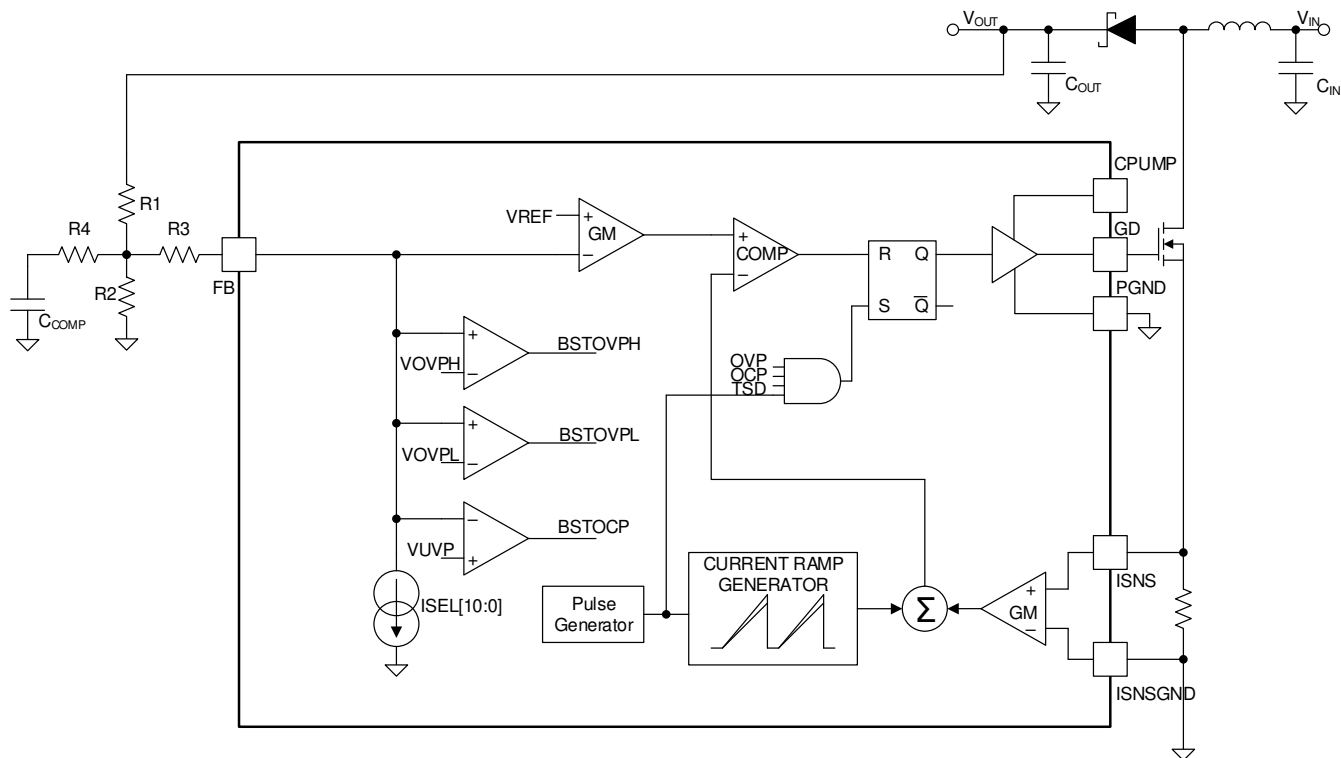 VOUT
VIN
COUT
CIN
CPUMP
R1
R4
R3
VREF
+
GM
−
+
COMP
−
R Q
S Q
GD
FB
R2
PGND
CCOMP
+
VOVPH
−
BSTOVPH
OVP
OCP
TSD
+
VOVPL
−
BSTOVPL
−
VUVP
+
BSTOCP
CURRENT RAMP
GENERATOR
ISNS
ISEL[10:0]
Pulse
Generator
Σ
+
GM
−
ISNSGND